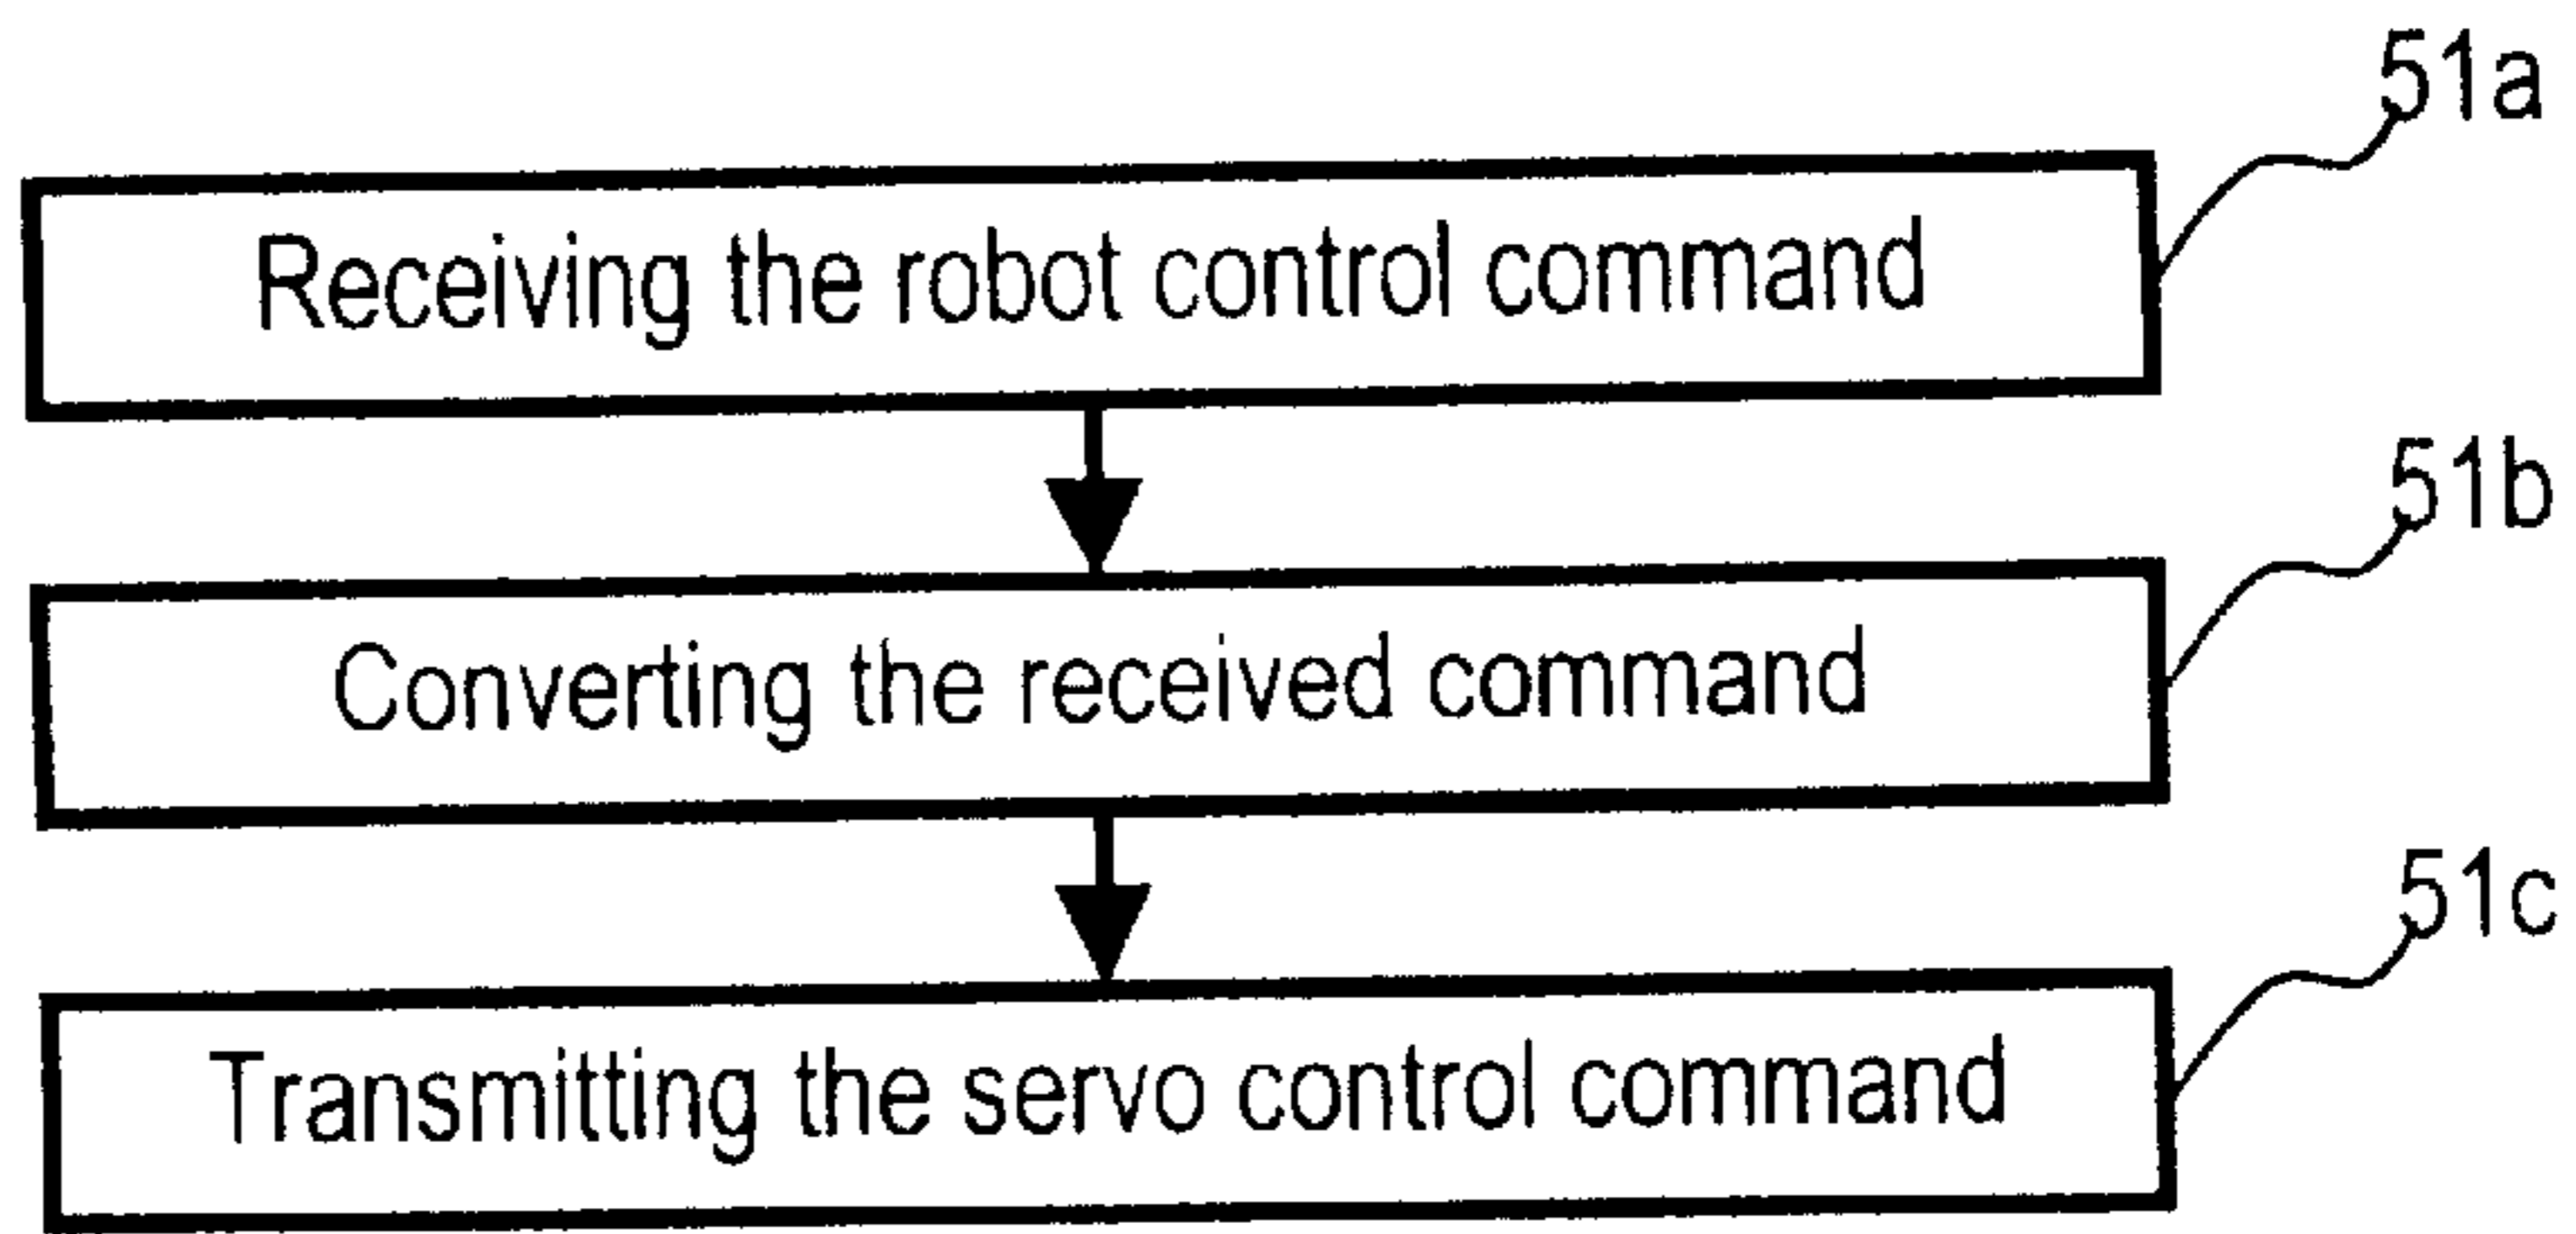 51a
Receiving the robot control command
51b
Converting the received command
51c
Transmitting the servo control command